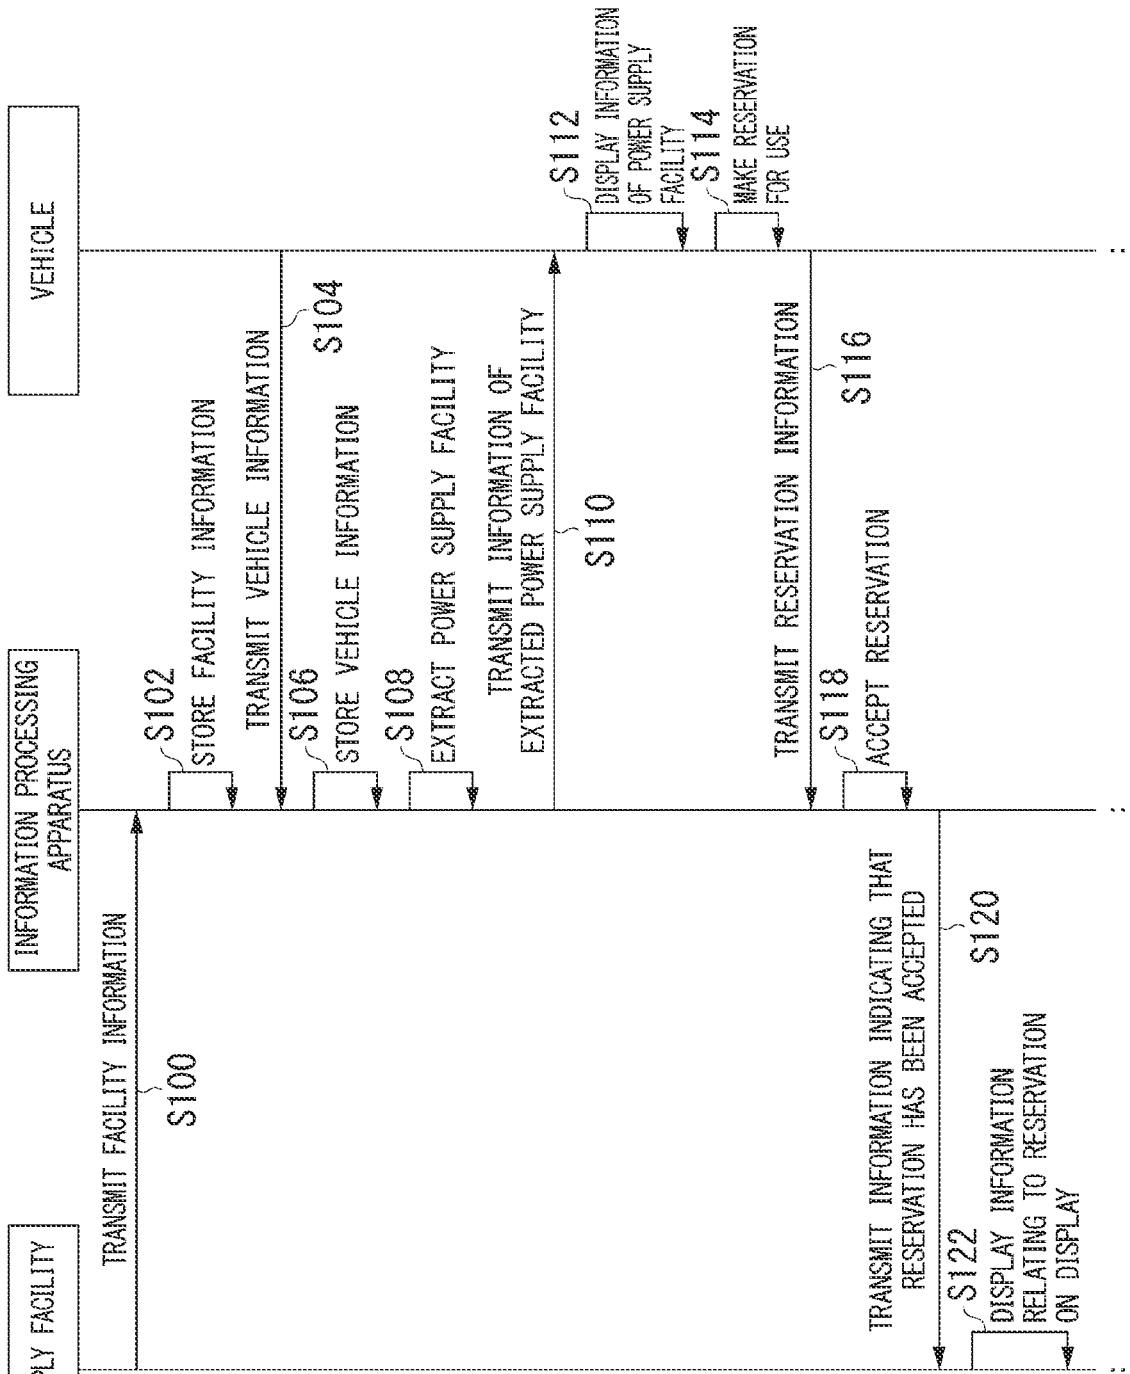 PLY FACILITY
INFORMATION PROCESSING
APPARATUS
VEHICLE
TRANSMIT FACILITY INFORMATION
S100
S102
STORE FACILITY INFORMATION
TRANSMIT VEHICLE INFORMATION
S104
S106
STORE VEHICLE INFORMATION
S108
EXTRACT POWER SUPPLY FACILITY
TRANSMIT INFORMATION OF
EXTRACTED POWER SUPPLY FACILITY
S110
S112
DISPLAY INFORMATION
OF POWER SUPPLY
FACILITY
S114
MAKE RESERVATION
FOR USE
TRANSMIT RESERVATION INFORMATION
S116
S118
ACCEPT RESERVATION
TRANSMIT INFORMATION INDICATING THAT
RESERVATION HAS BEEN ACCEPTED
S120
S122
DISPLAY INFORMATION
RELATING TO RESERVATION
ON DISPLAY